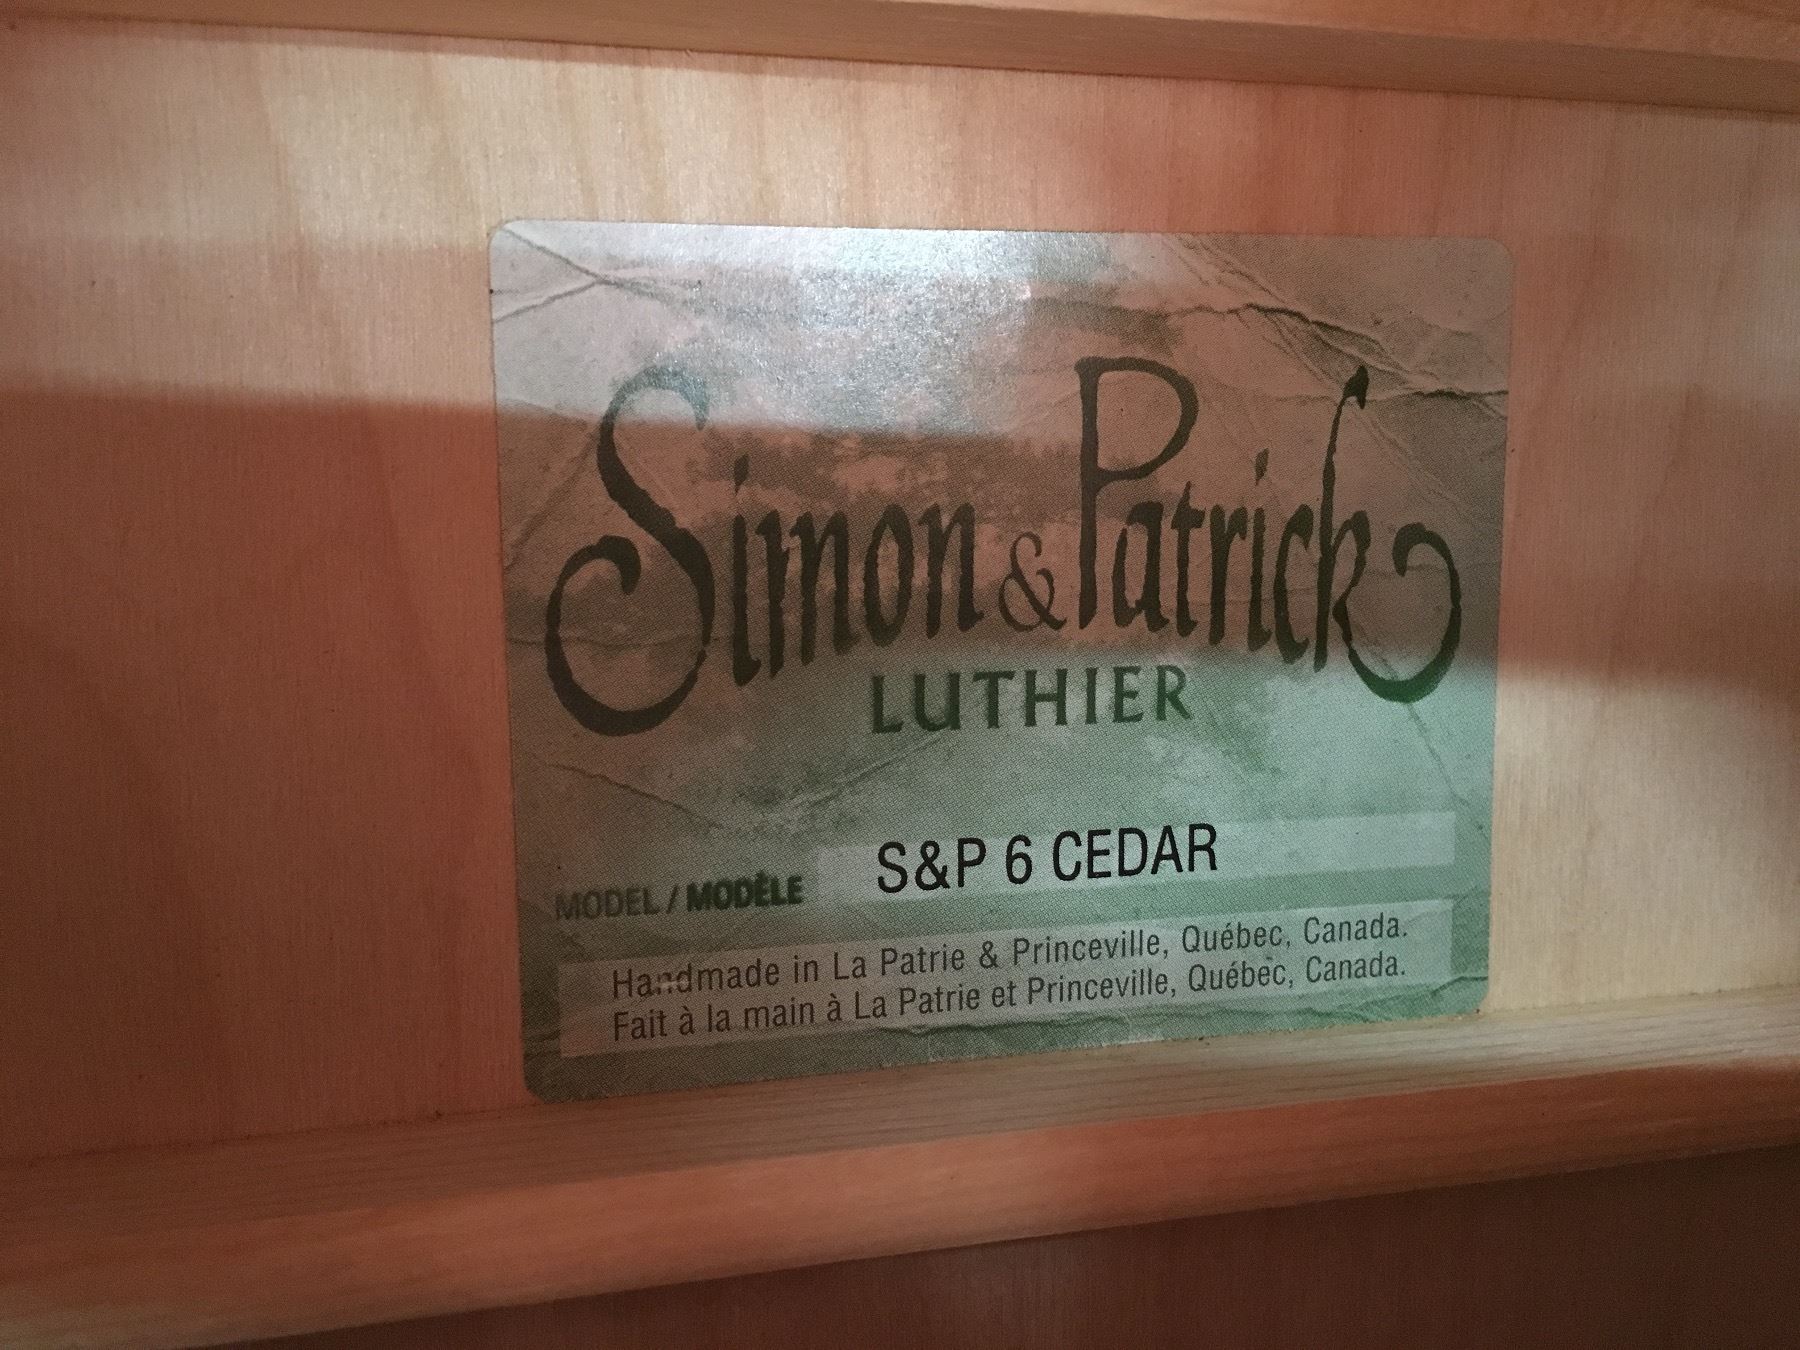 Simon & Patrick
LUTHIER
MODEL / MODÈLE S&P 6 CEDAR
Handmade in La Patrie & Princeville, Québec, Canada.
Fait à la main à La Patrie et Princeville, Québec, Canada.